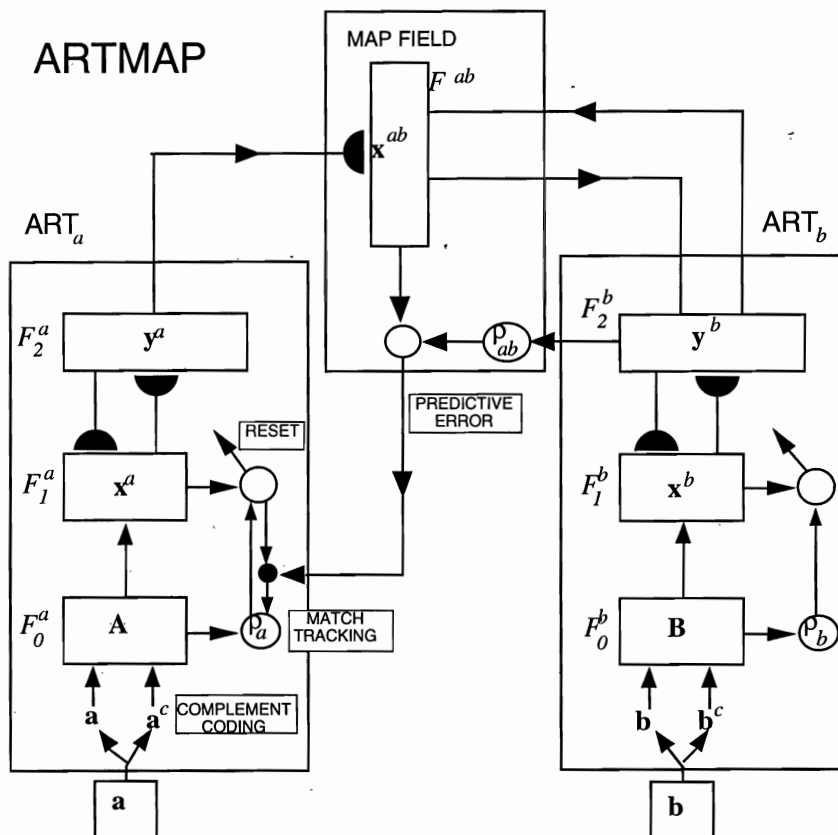 ARTMAP
MAP FIELD
F^ab
x^ab
ART_a
ART_b
F_2^a
y^a
ρ_ab
F_2^b
y^b
PREDICTIVE
ERROR
RESET
F_1^a
x^a
F_1^b
x^b
F_0^a
A
ρ_a
MATCH
TRACKING
F_0^b
B
ρ_b
a
a^c
COMPLEMENT
CODING
b
b^c
a
b